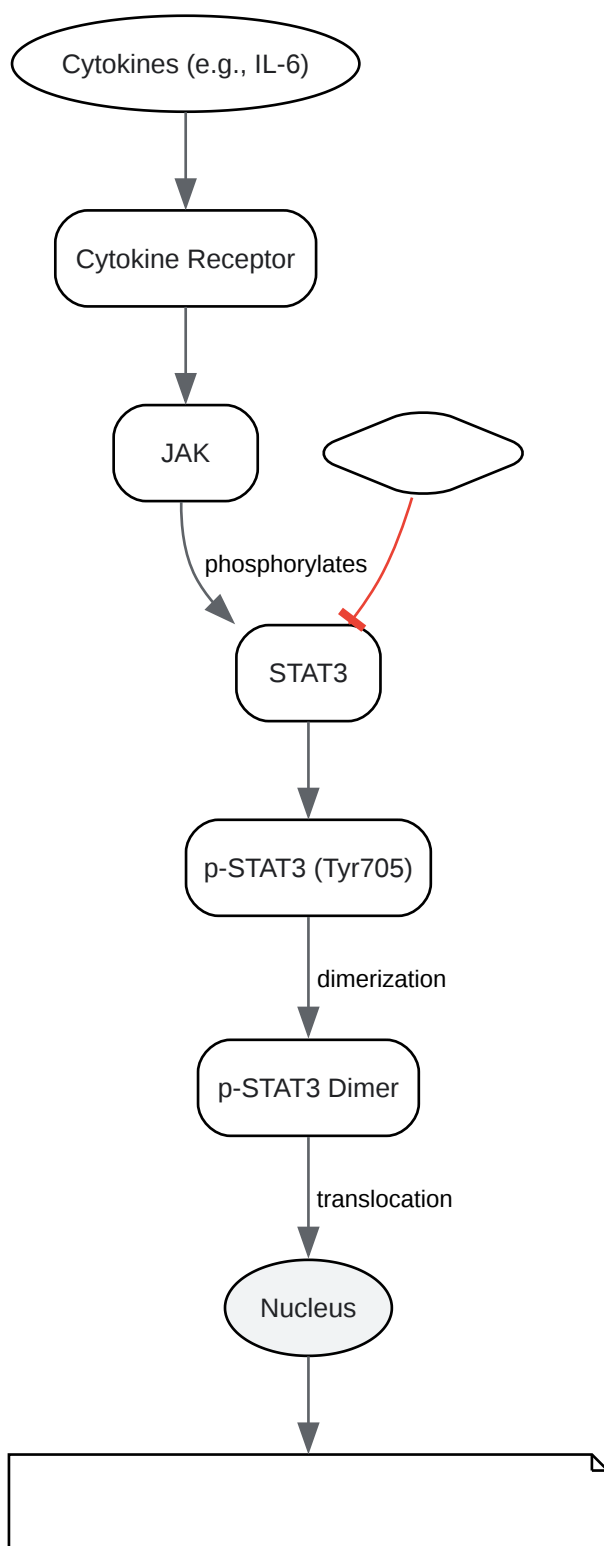 Cytokines (e.g., IL-6)
Cytokine Receptor
JAK
phosphorylates
STAT3
p-STAT3 (Tyr705)
dimerization
p-STAT3 Dimer
translocation
Nucleus